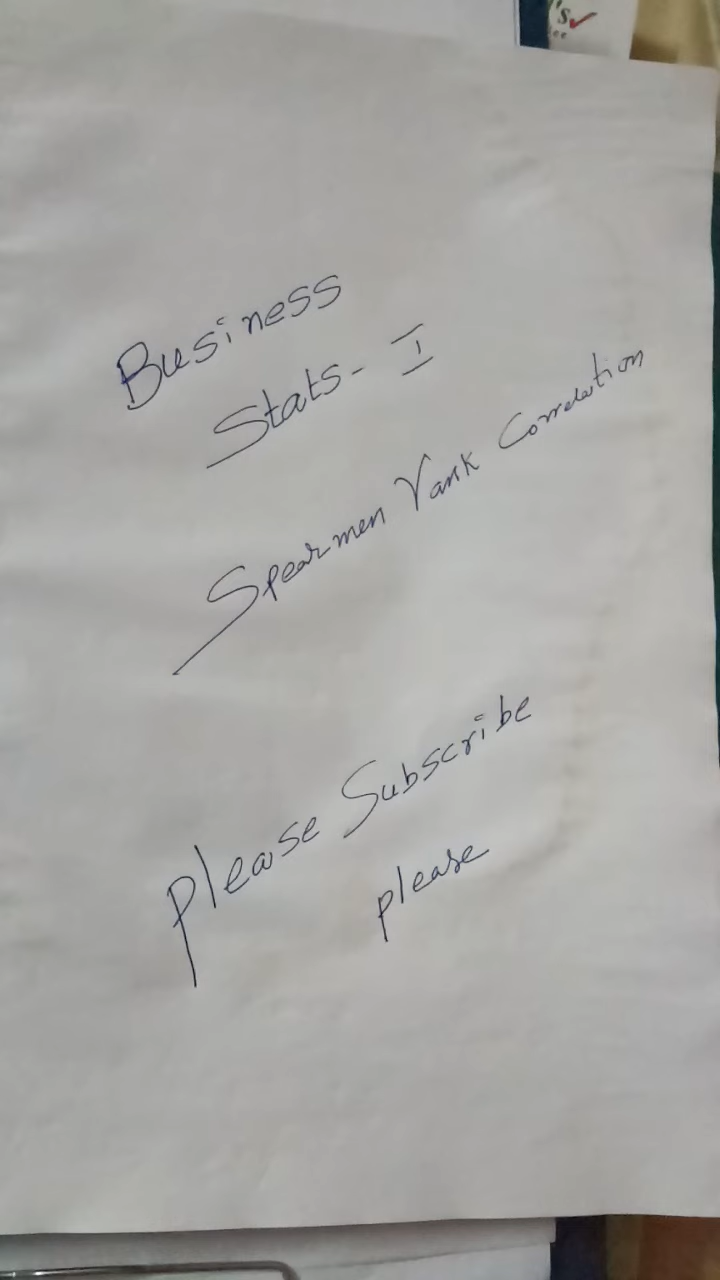 Business
Stats - I
Spearmen rank Correlation
please Subscribe
please